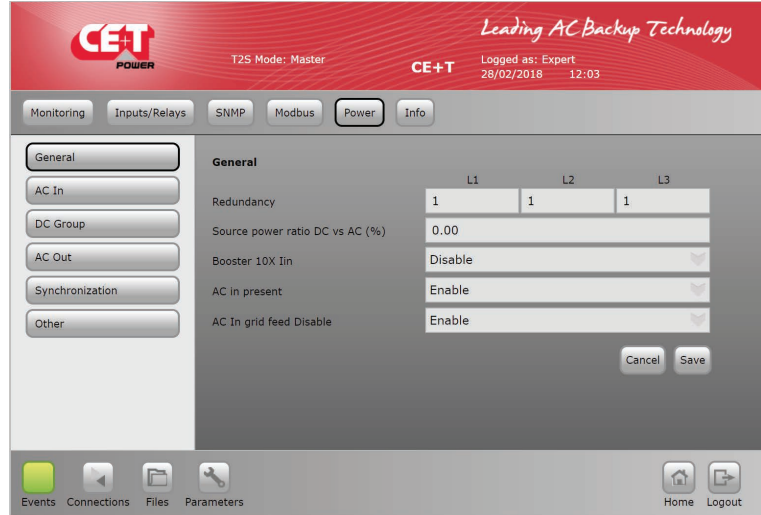 Leading AC Backup Technology
CE+T
POWER
T2S Mode: Master
CE+T
Logged as: Expert
28/02/2018 12:03
Monitoring Inputs/Relays SNMP Modbus Power Info
General
AC In
DC Group
AC Out
Synchronization
Other
General
L1 L2 L3
Redundancy 1 1 1
Source power ratio DC vs AC (%) 0.00
Booster 10X Iin Disable
AC in present Enable
AC In grid feed Disable Enable
Cancel Save
Events Connections Files Parameters Home Logout